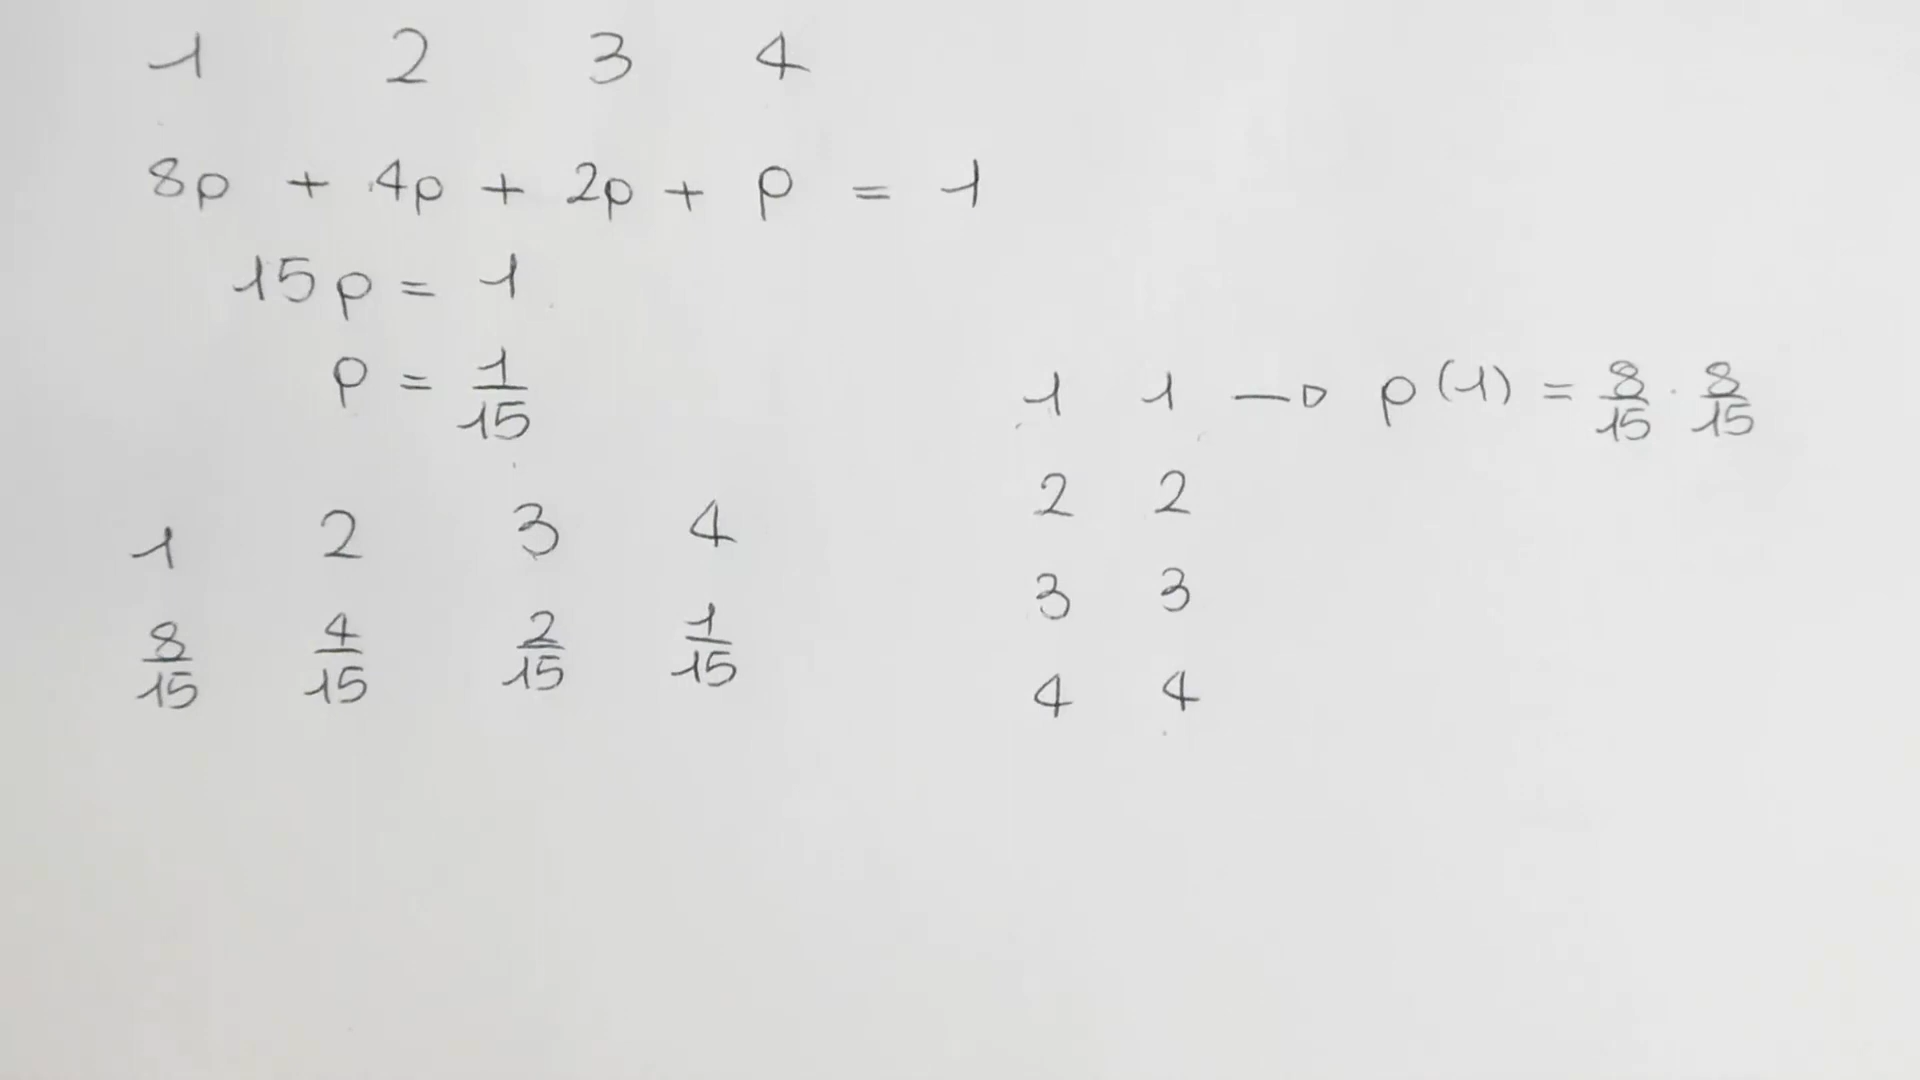 1 2 3 4
8p + 4p + 2p + p = 1
15p = 1
p = 1/15
1 2 3 4
8/15 4/15 2/15 1/15
1 1 → p(1) = 8/15 · 8/15
2 2
3 3
4 4